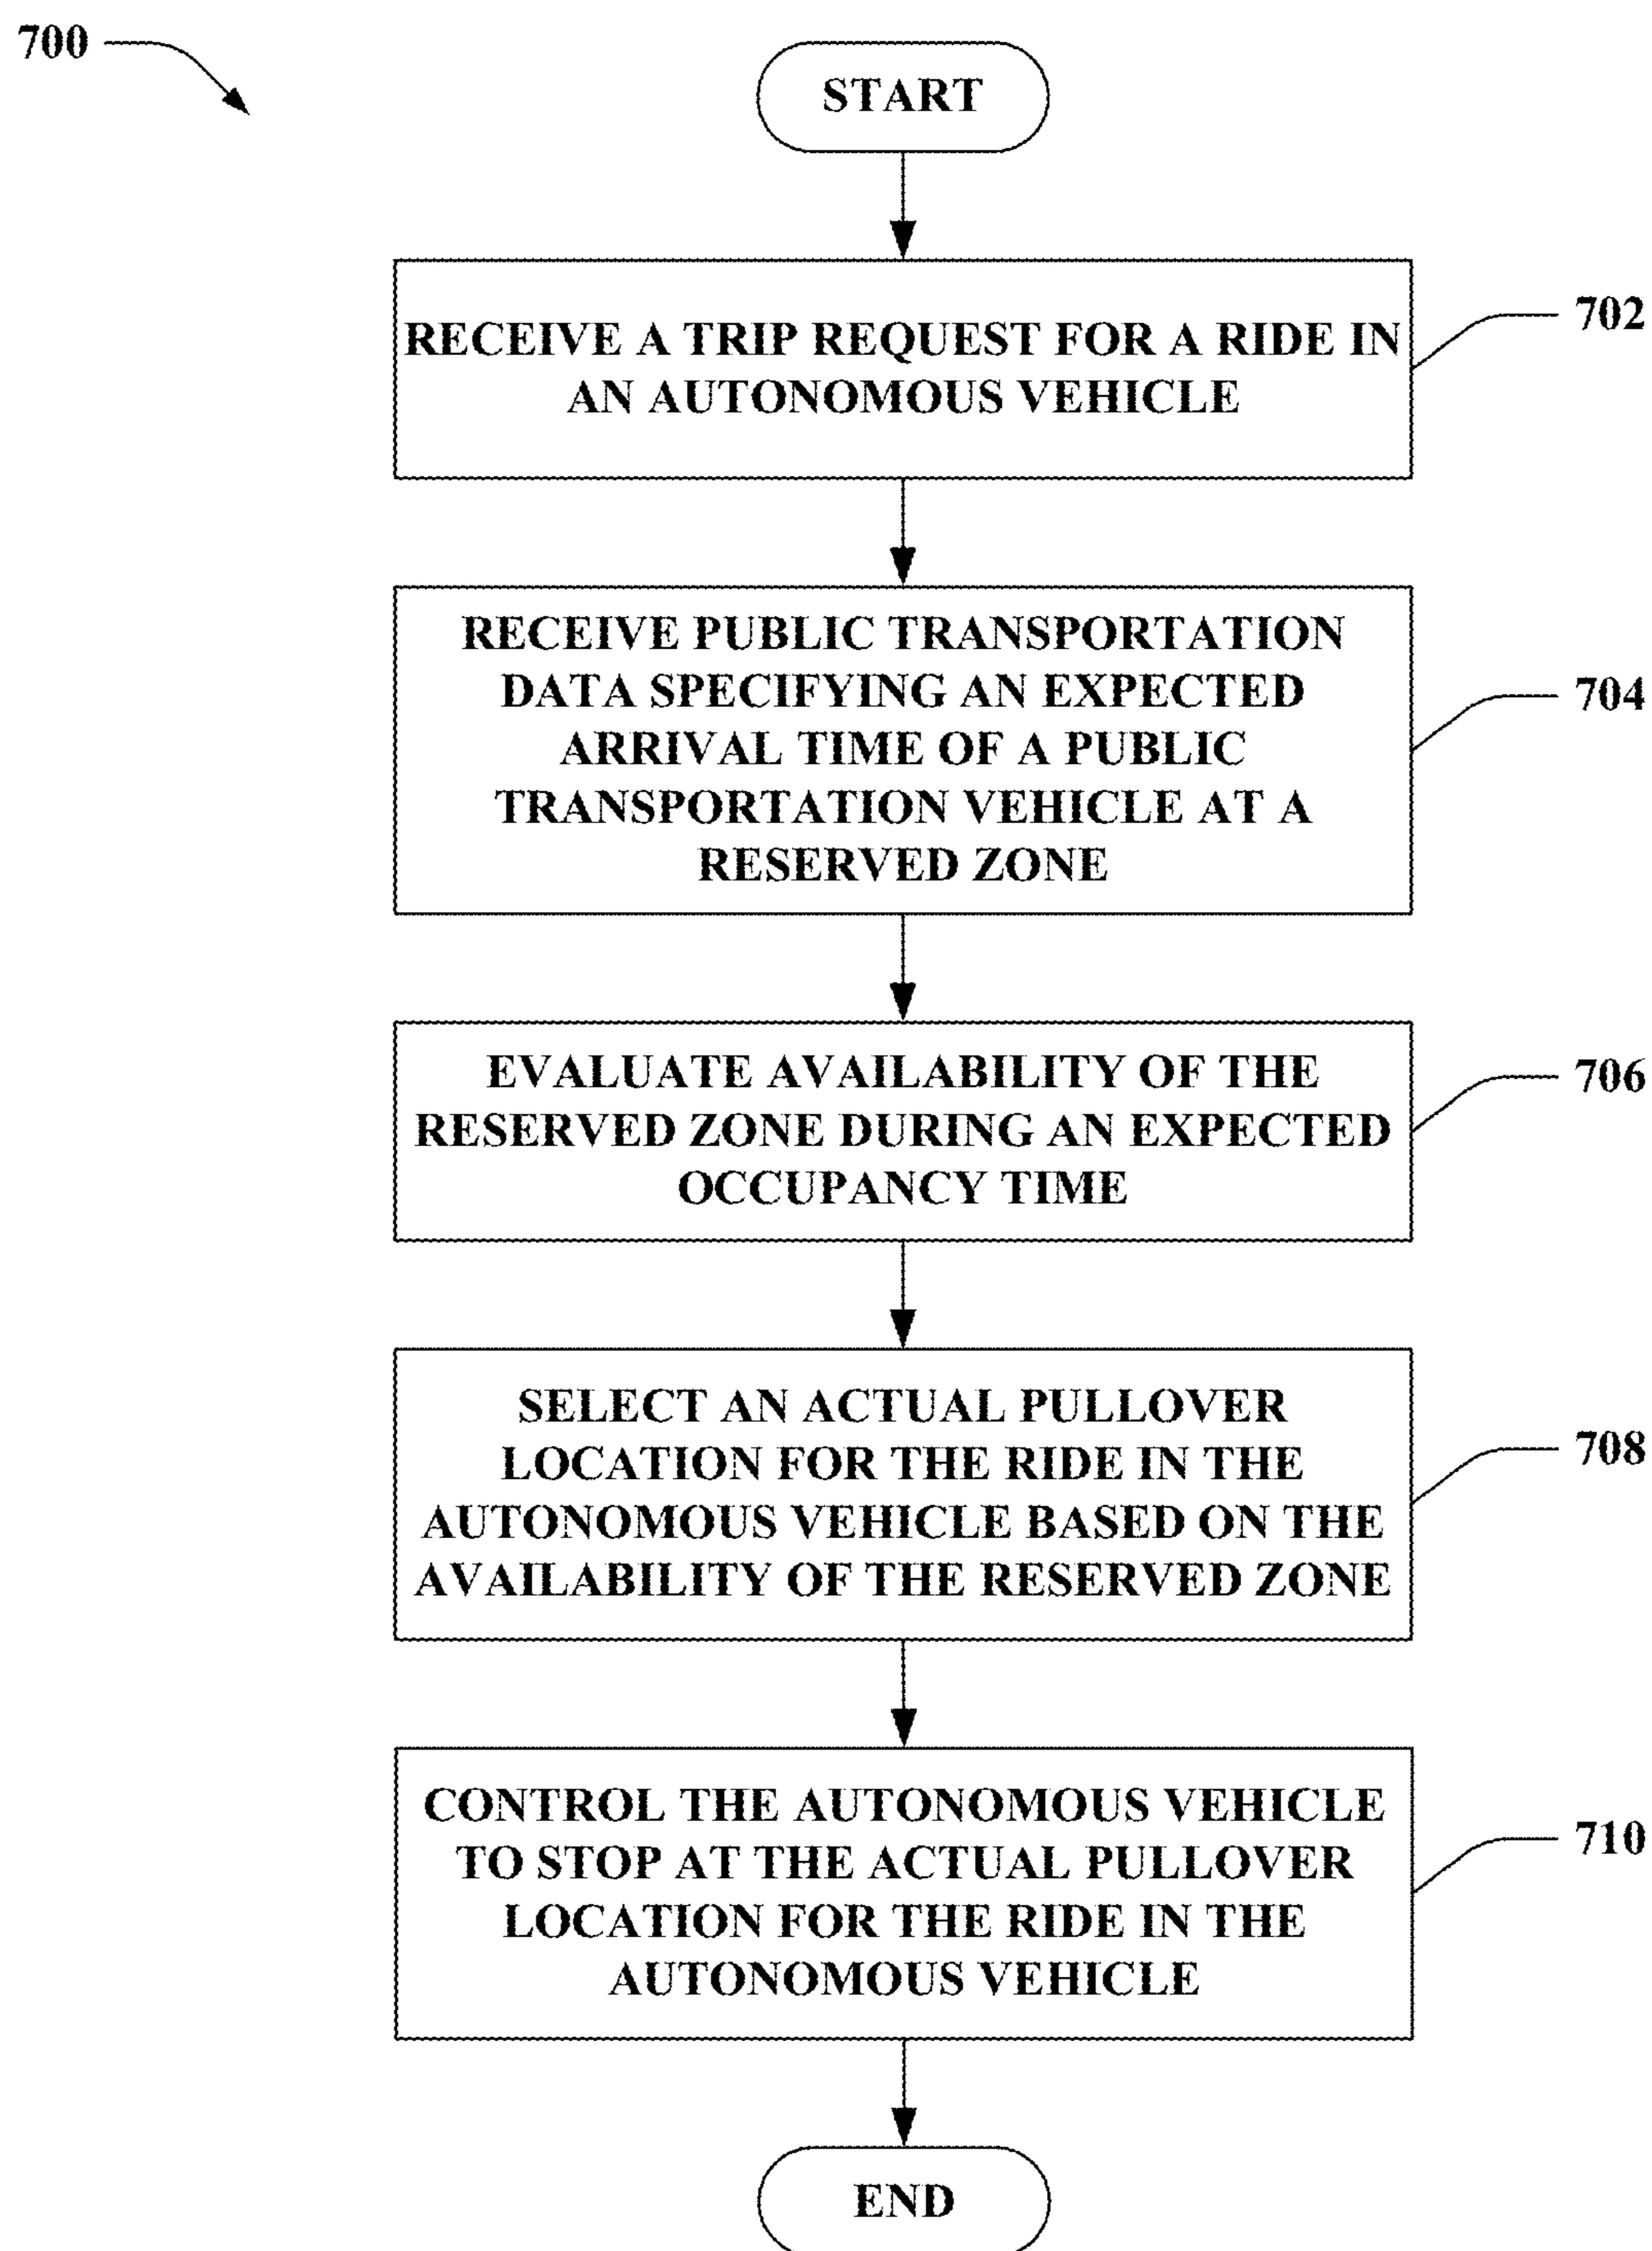 700
START
RECEIVE A TRIP REQUEST FOR A RIDE IN
AN AUTONOMOUS VEHICLE
702
RECEIVE PUBLIC TRANSPORTATION
DATA SPECIFYING AN EXPECTED
ARRIVAL TIME OF A PUBLIC
TRANSPORTATION VEHICLE AT A
RESERVED ZONE
704
EVALUATE AVAILABILITY OF THE
RESERVED ZONE DURING AN EXPECTED
OCCUPANCY TIME
706
SELECT AN ACTUAL PULLOVER
LOCATION FOR THE RIDE IN THE
AUTONOMOUS VEHICLE BASED ON THE
AVAILABILITY OF THE RESERVED ZONE
708
CONTROL THE AUTONOMOUS VEHICLE
TO STOP AT THE ACTUAL PULLOVER
LOCATION FOR THE RIDE IN THE
AUTONOMOUS VEHICLE
710
END